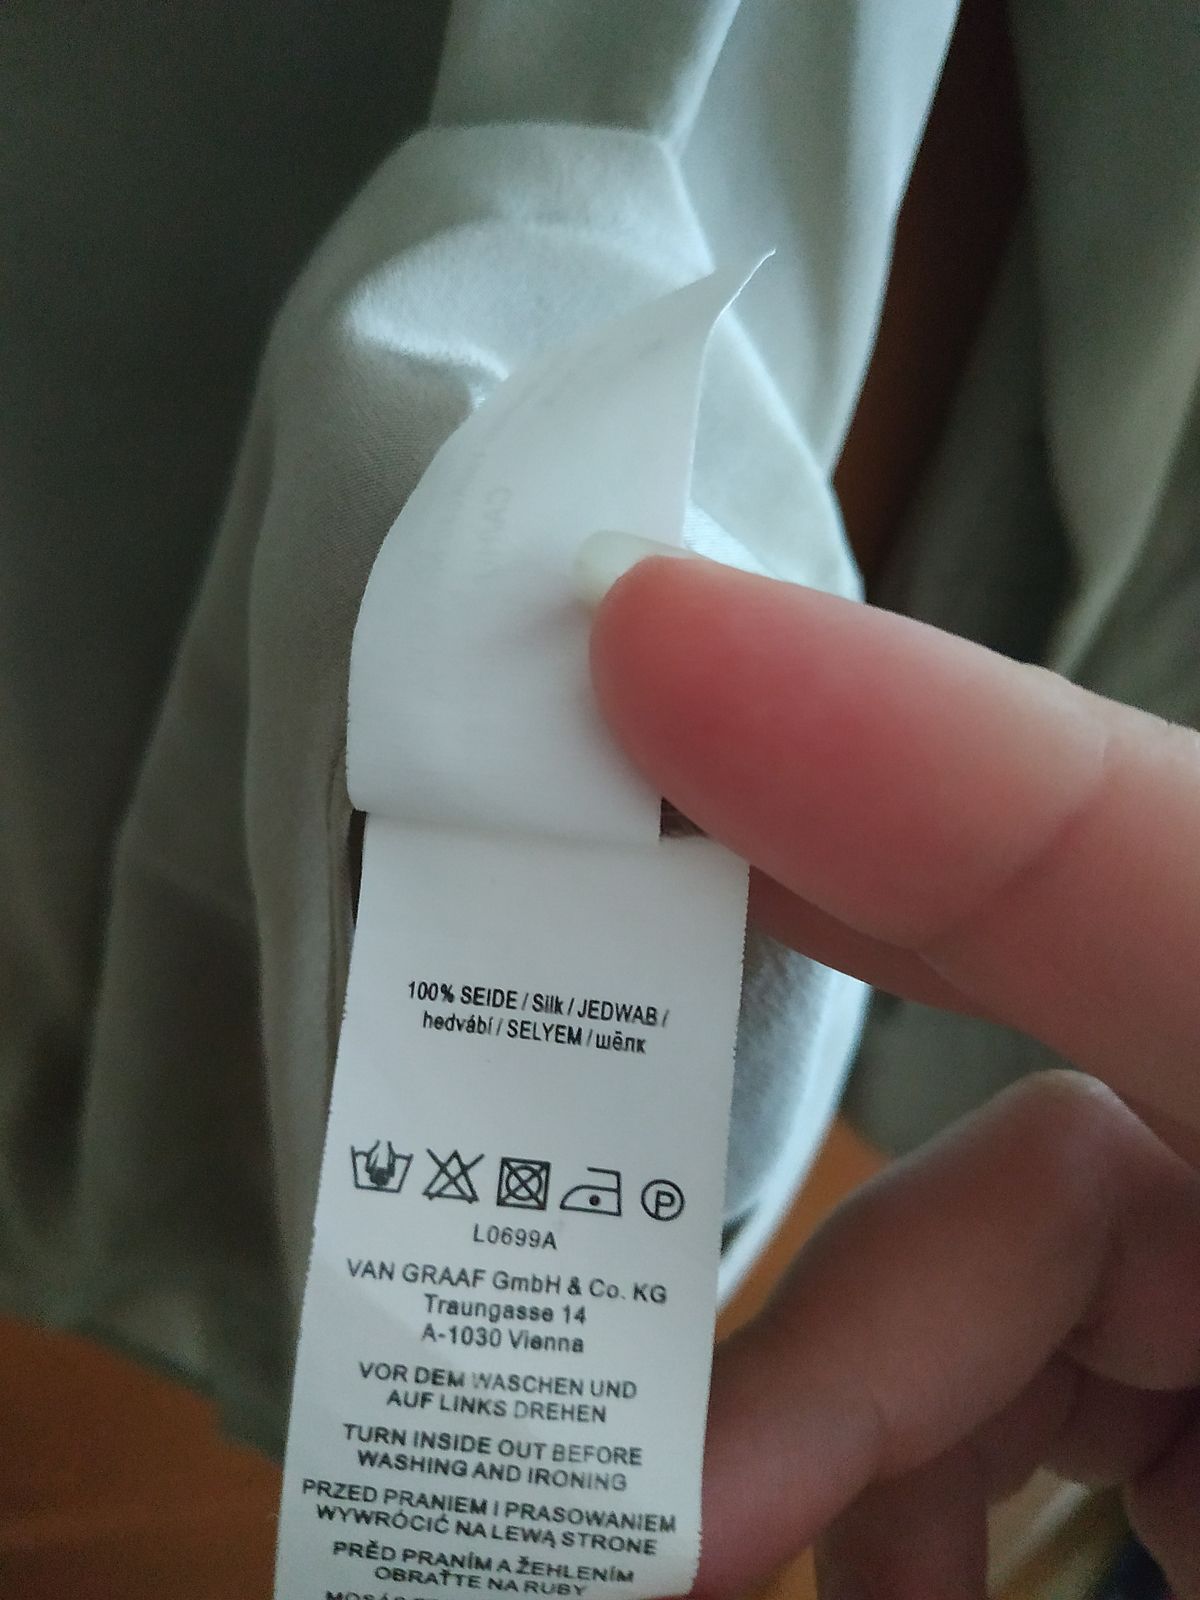 100% SEIDE / Silk / JEDWAB /
hedvábí / SELYEM / шёлк
P
L0699A
VAN GRAAF GmbH & Co. KG
Traungasse 14
A-1030 Vienna
VOR DEM WASCHEN UND
AUF LINKS DREHEN
TURN INSIDE OUT BEFORE
WASHING AND IRONING
PRZED PRANIEM I PRASOWANIEM
WYWRÓCIĆ NA LEWĄ STRONE
PRĚD PRANÍM A ŽEHLENÍM
OBRAŤTE NA RUBY